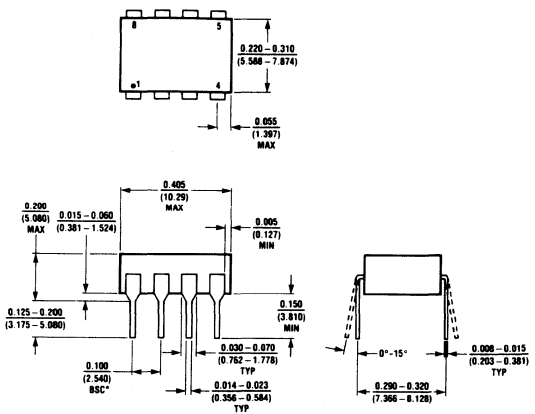 8 5
0.220 – 0.310
(5.588 – 7.874)
1 4
0.055
(1.397)
MAX
0.405
(10.29)
MAX
0.200
(5.080)
MAX
0.015 – 0.060
(0.381 – 1.524)
0.005
(0.127)
MIN
0.125 – 0.200
(3.175 – 5.080)
0.150
(3.810)
MIN
0.100
(2.540)
BSC*
0.030 – 0.070
(0.762 – 1.778)
TYP
0.014 – 0.023
(0.356 – 0.584)
TYP
0°-15°
0.008 – 0.015
(0.203 – 0.381)
TYP
0.290 – 0.320
(7.366 – 8.128)